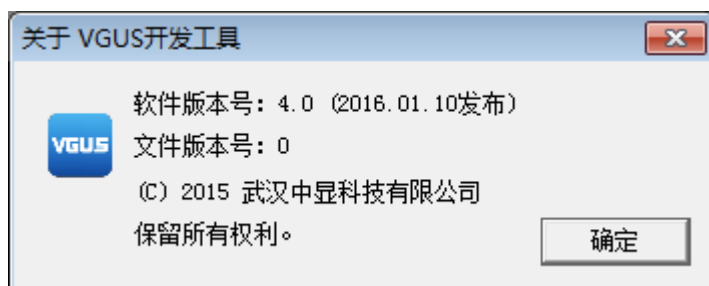 关于 VGUS开发工具
软件版本号: 4.0 (2016.01.10发布)
VGUS
文件版本号: 0
(C) 2015 武汉中显科技有限公司
保留所有权利。
确定